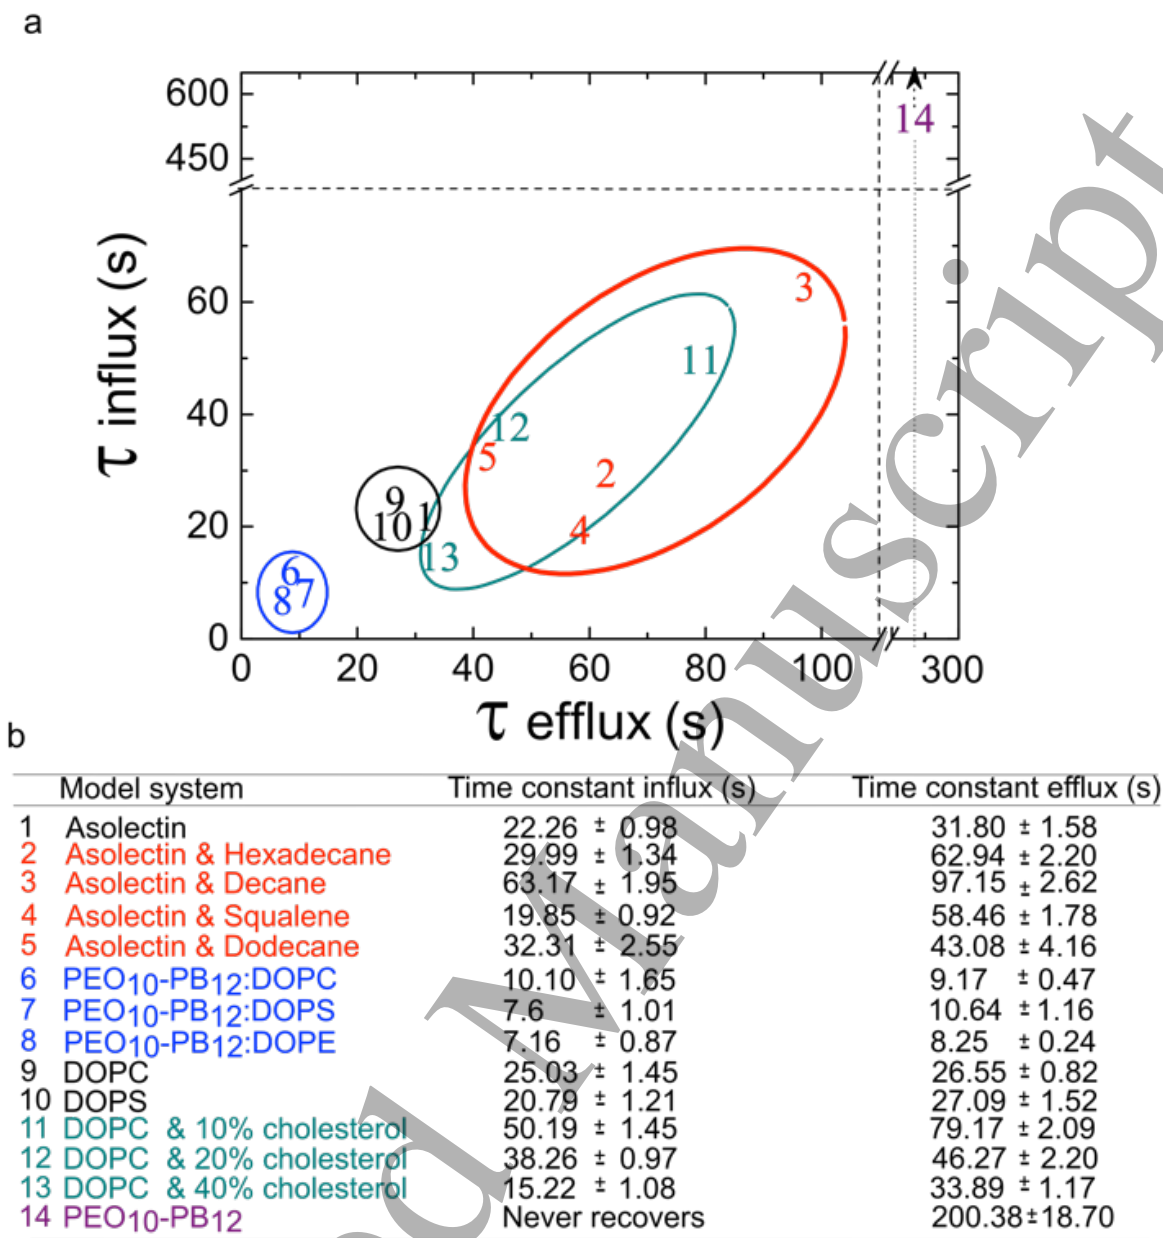 a
600
450
14
τ influx (s)
60
3
11
40
12
5
2
9
20
10
1
4
13
6
7
8
0
0 20 40 60 80 100 300
τ efflux (s)
b
Model system Time constant influx (s) Time constant efflux (s)
1 Asolectin 22.26 ± 0.98 31.80 ± 1.58
2 Asolectin & Hexadecane 29.99 ± 1.34 62.94 ± 2.20
3 Asolectin & Decane 63.17 ± 1.95 97.15 ± 2.62
4 Asolectin & Squalene 19.85 ± 0.92 58.46 ± 1.78
5 Asolectin & Dodecane 32.31 ± 2.55 43.08 ± 4.16
6 PEO10-PB12:DOPC 10.10 ± 1.65 9.17 ± 0.47
7 PEO10-PB12:DOPS 7.6 ± 1.01 10.64 ± 1.16
8 PEO10-PB12:DOPE 7.16 ± 0.87 8.25 ± 0.24
9 DOPC 25.03 ± 1.45 26.55 ± 0.82
10 DOPS 20.79 ± 1.21 27.09 ± 1.52
11 DOPC & 10% cholesterol 50.19 ± 1.45 79.17 ± 2.09
12 DOPC & 20% cholesterol 38.26 ± 0.97 46.27 ± 2.20
13 DOPC & 40% cholesterol 15.22 ± 1.08 33.89 ± 1.17
14 PEO10-PB12 Never recovers 200.38±18.70
Manuscript